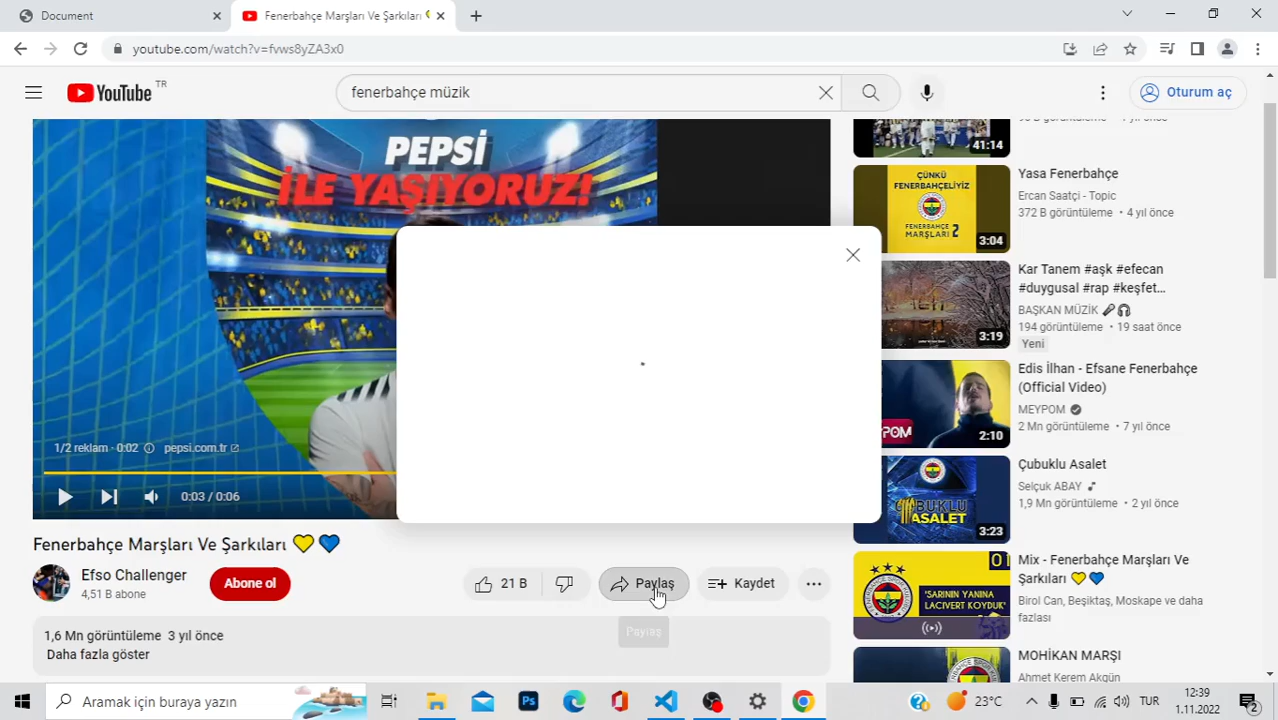 Document
Fenerbahçe Marşları Ve Şarkıları
youtube.com/watch?v=fvws8yZA3x0
YouTube TR
fenerbahçe müzik
Oturum aç
PEPSİ
İLE YAŞIYORUZ!
1/2 reklam · 0:02
pepsi.com.tr
0:03 / 0:06
Fenerbahçe Marşları Ve Şarkıları
Efso Challenger
4,51 B abone
Abone ol
21 B
Paylaş
Kaydet
Paylaş
1,6 Mn görüntüleme 3 yıl önce
Daha fazla göster
41:14
ÇÜNKÜ
FENERBAHÇELİYİZ
FENERBAHÇE
MARŞLARI 2
3:04
Yasa Fenerbahçe
Ercan Saatçi - Topic
372 B görüntüleme • 4 yıl önce
3:19
Kar Tanem #aşk #efecan
#duygusal #rap #keşfet...
BAŞKAN MÜZİK
194 görüntüleme • 19 saat önce
Yeni
2:10
Edis İlhan - Efsane Fenerbahçe
(Official Video)
MEYPOM
2 Mn görüntüleme • 7 yıl önce
ASALET
3:23
Çubuklu Asalet
Selçuk ABAY
1,9 Mn görüntüleme • 2 yıl önce
"SARININ YANINA
LACİVERT KOYDUK"
Mix - Fenerbahçe Marşları Ve
Şarkıları
Birol Can, Beşiktaş, Moskape ve daha
fazlası
MOHİKAN MARŞI
Ahmet Kerem Akgün
Aramak için buraya yazın
Ps
23°C
TUR
12:39
1.11.2022
2